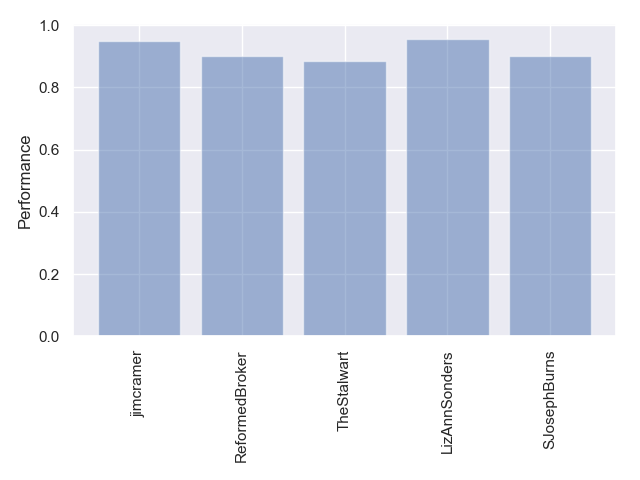 1.0
0.8
0.6
0.4
0.2
0.0
Performance
jimcramer
ReformedBroker
TheStalwart
LizAnnSonders
SJosephBurns